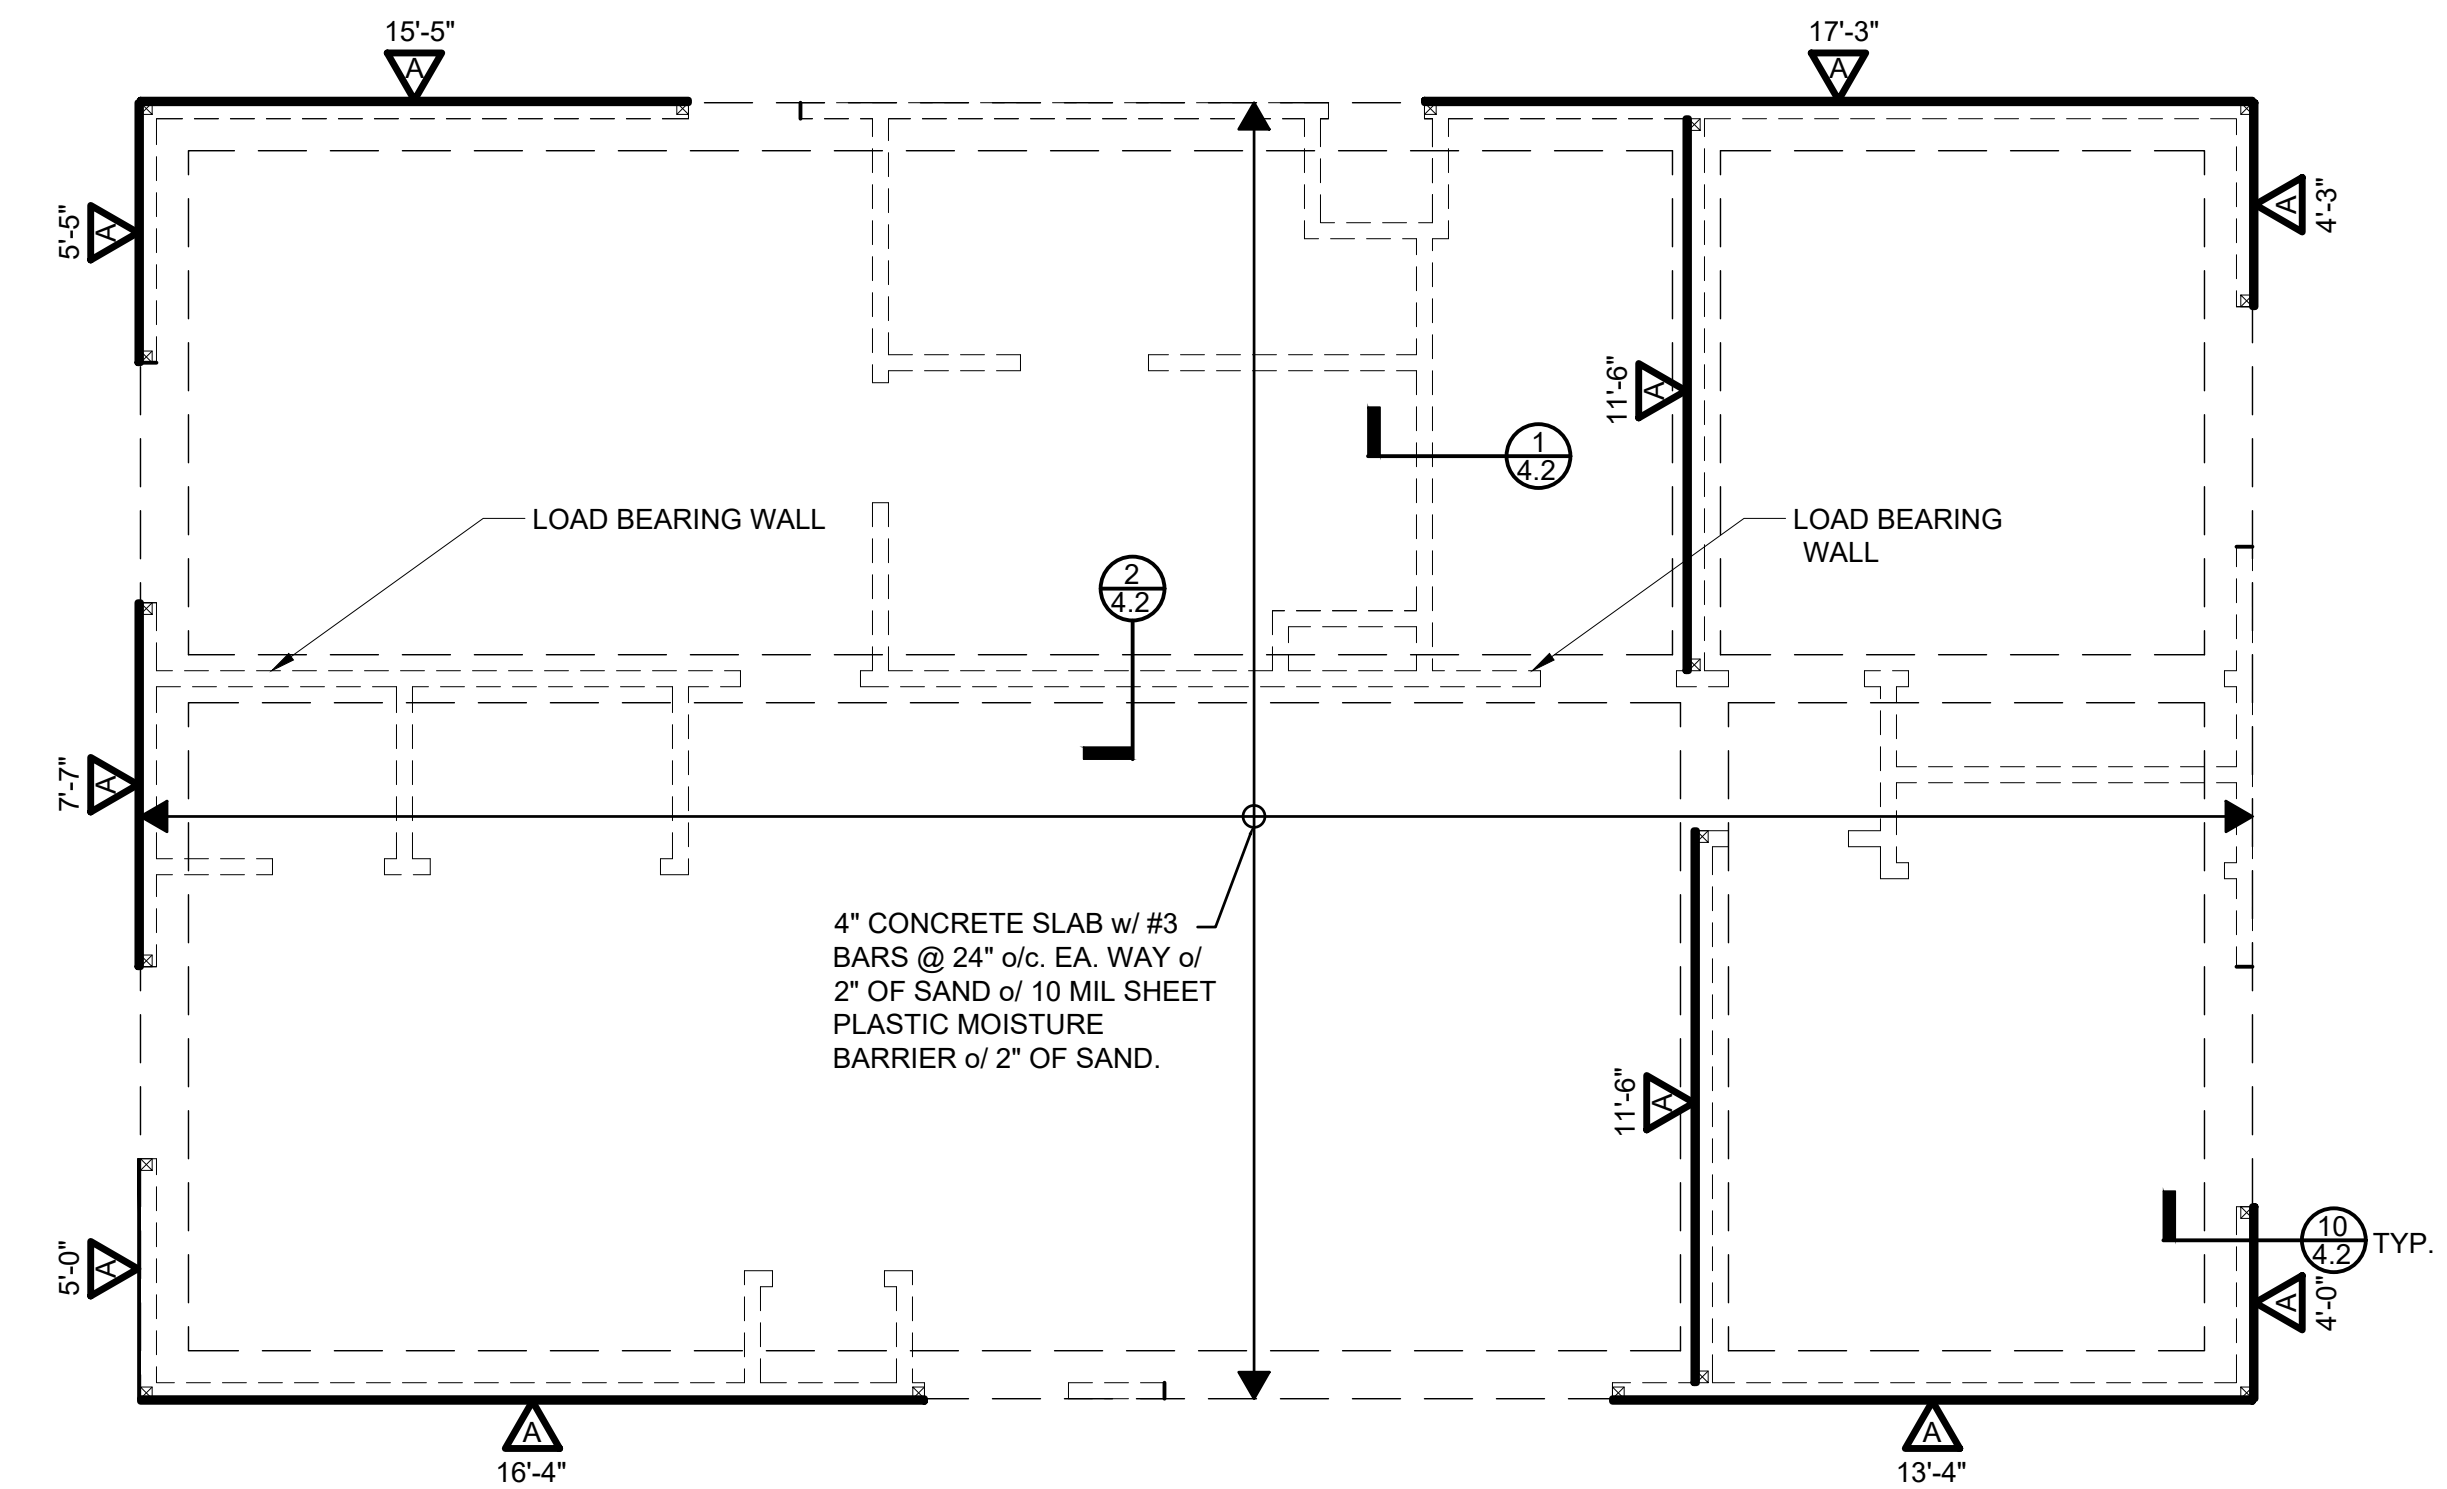 15'-5"
A
17'-3"
A
5'-5"
A
A
4'-3"
11'-6"
A
1
4.2
LOAD BEARING WALL
LOAD BEARING
WALL
2
4.2
7'-7"
A
4" CONCRETE SLAB w/ #3
BARS @ 24" o/c. EA. WAY o/
2" OF SAND o/ 10 MIL SHEET
PLASTIC MOISTURE
BARRIER o/ 2" OF SAND.
11'-6"
A
5'-0"
A
10
4.2
TYP.
A
4'-0"
A
16'-4"
A
13'-4"